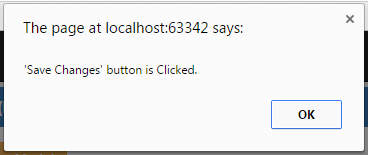 The page at localhost:63342 says:
'Save Changes' button is Clicked.
OK